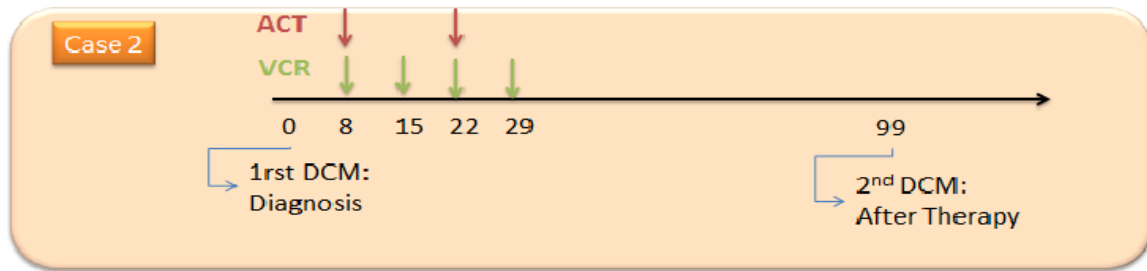 Case 2
ACT
VCR
0 8 15 22 29 99
1rst DCM:
Diagnosis
2nd DCM:
After Therapy